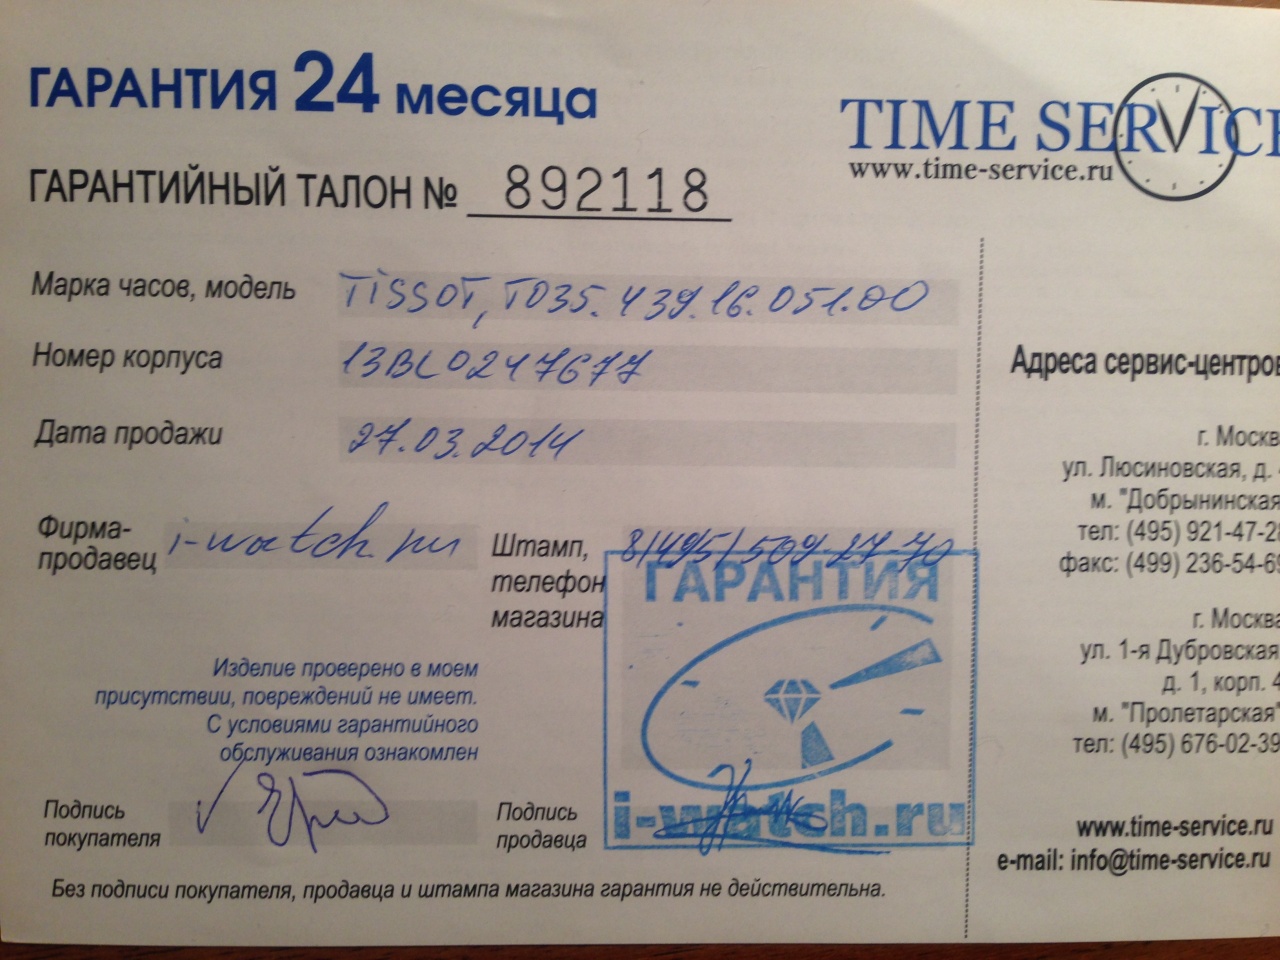 ГАРАНТИЯ 24 месяца
TIME SERVICE
www.time-service.ru
ГАРАНТИЙНЫЙ ТАЛОН № 892118
Марка часов, модель TISSOT, T035.439.16.051.00
Номер корпуса 13BL0247677
Дата продажи 27.03.2014
Фирма-
продавец i-watch.ru
Штамп, 8(495)509-27-70
телефон
магазина
ГАРАНТИЯ
i-watch.ru
Изделие проверено в моем
присутствии, повреждений не имеет.
С условиями гарантийного
обслуживания ознакомлен
Подпись
покупателя
Подпись
продавца
Без подписи покупателя, продавца и штампа магазина гарантия не действительна.
Адреса сервис-центров
г. Москва
ул. Люсиновская, д.
м. "Добрынинская
тел: (495) 921-47-2
факс: (499) 236-54-6
г. Москва
ул. 1-я Дубровская
д. 1, корп. 4
м. "Пролетарская"
тел: (495) 676-02-39
www.time-service.ru
e-mail: info@time-service.ru